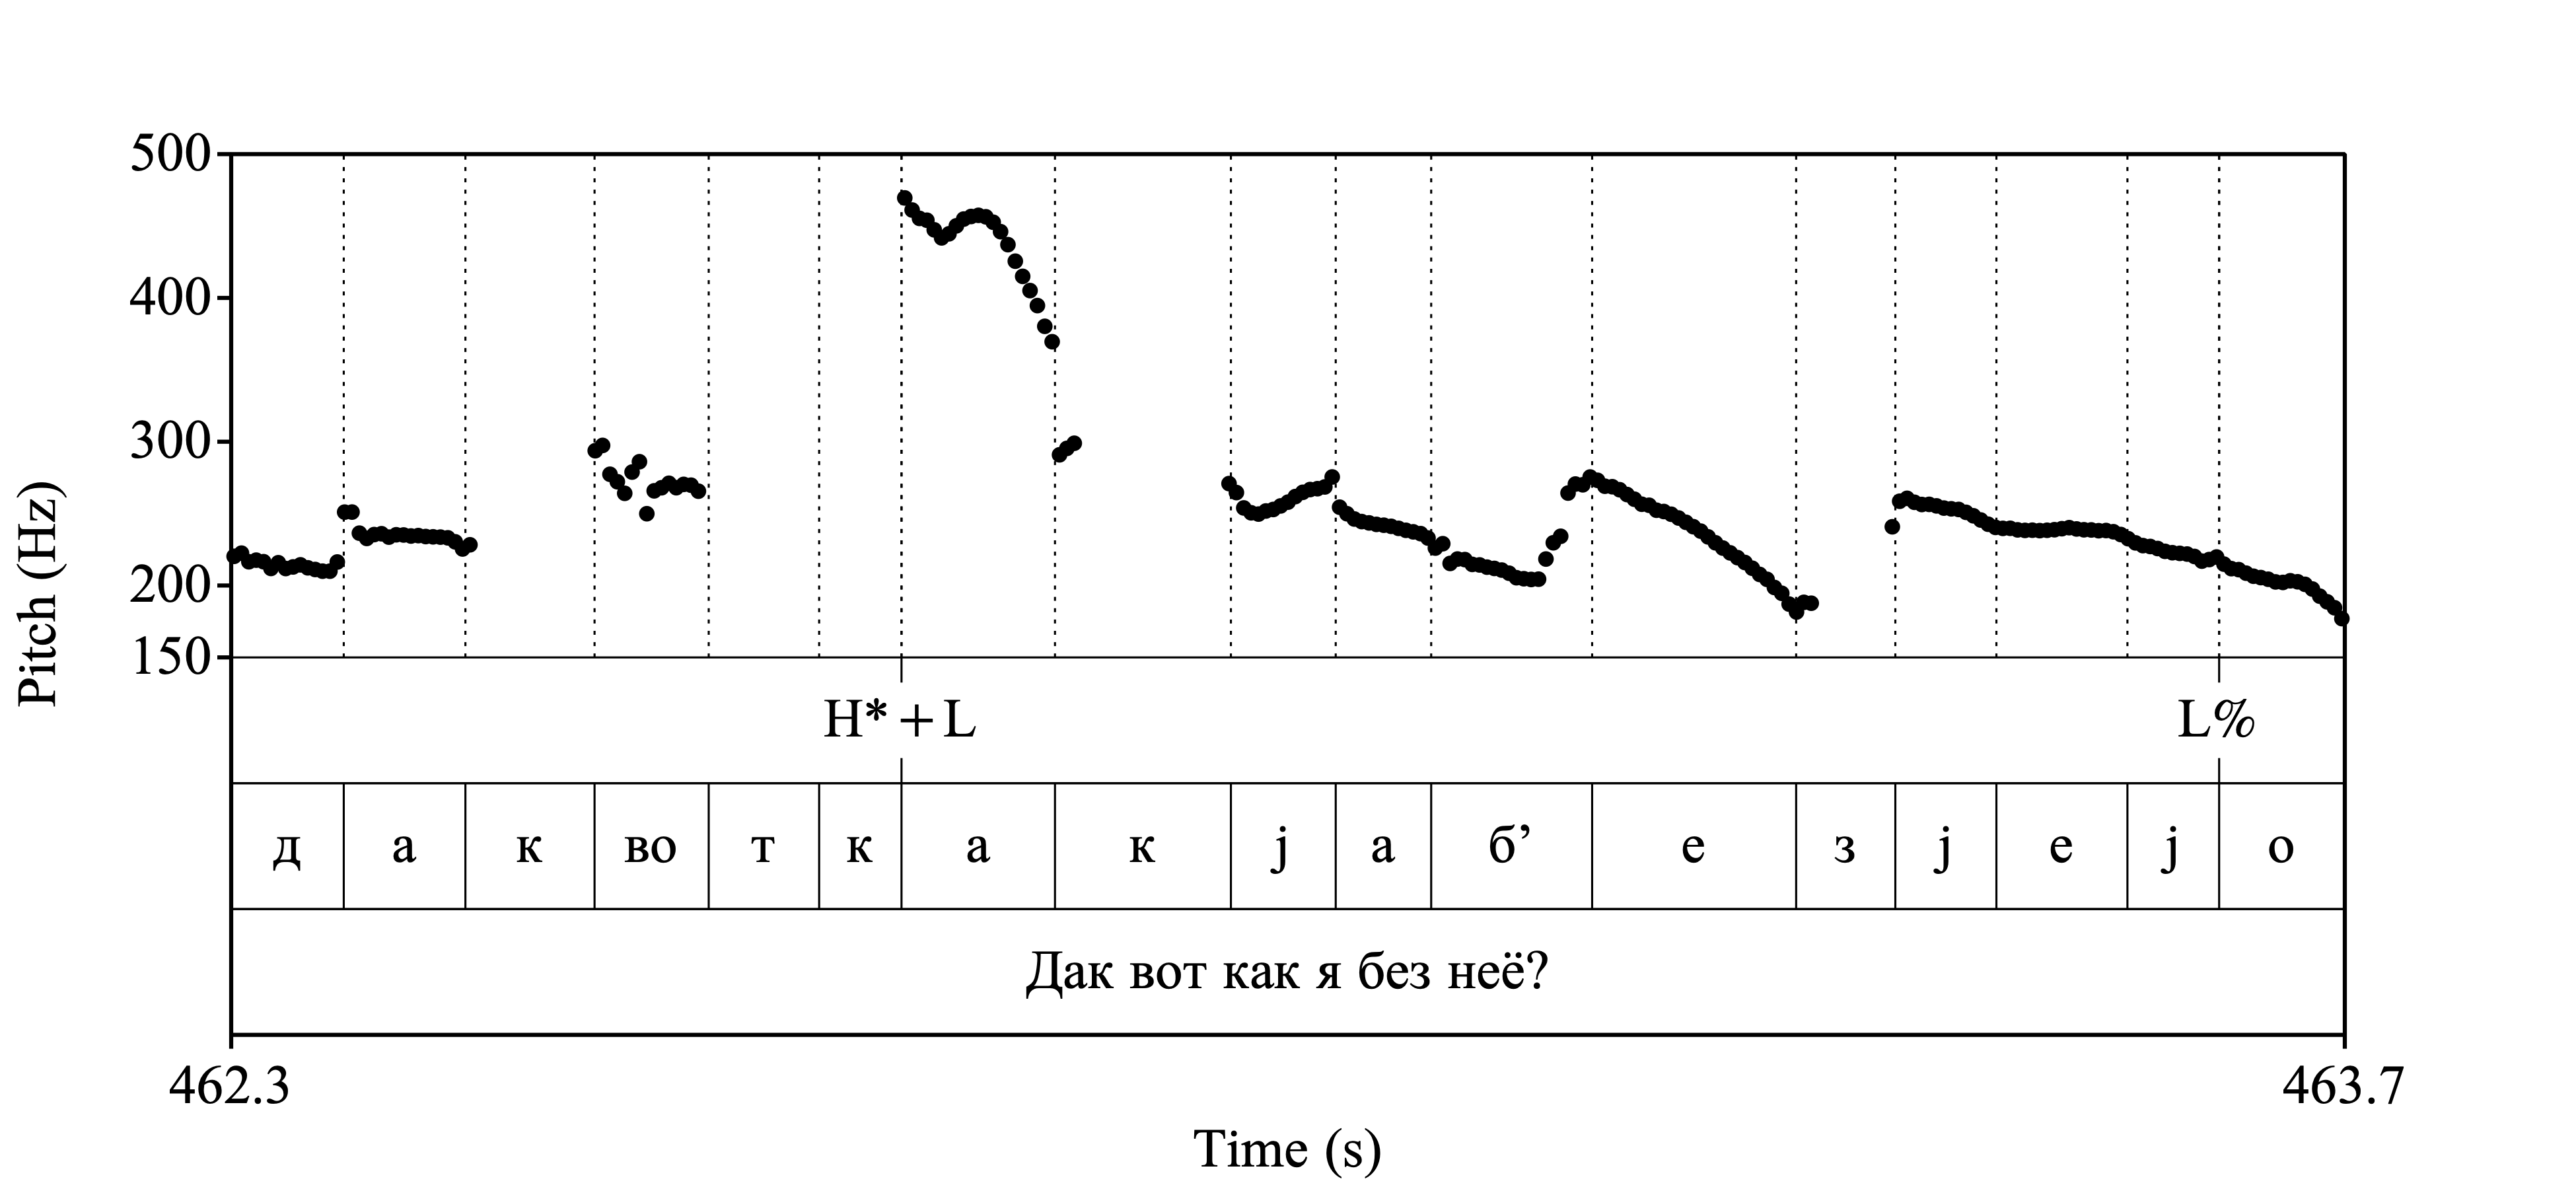 500
400
300
200
150
Pitch (Hz)
H* + L L%
д а к во т к а к j а б’ е з j е j о
Дак вот как я без неё?
462.3 463.7
Time (s)